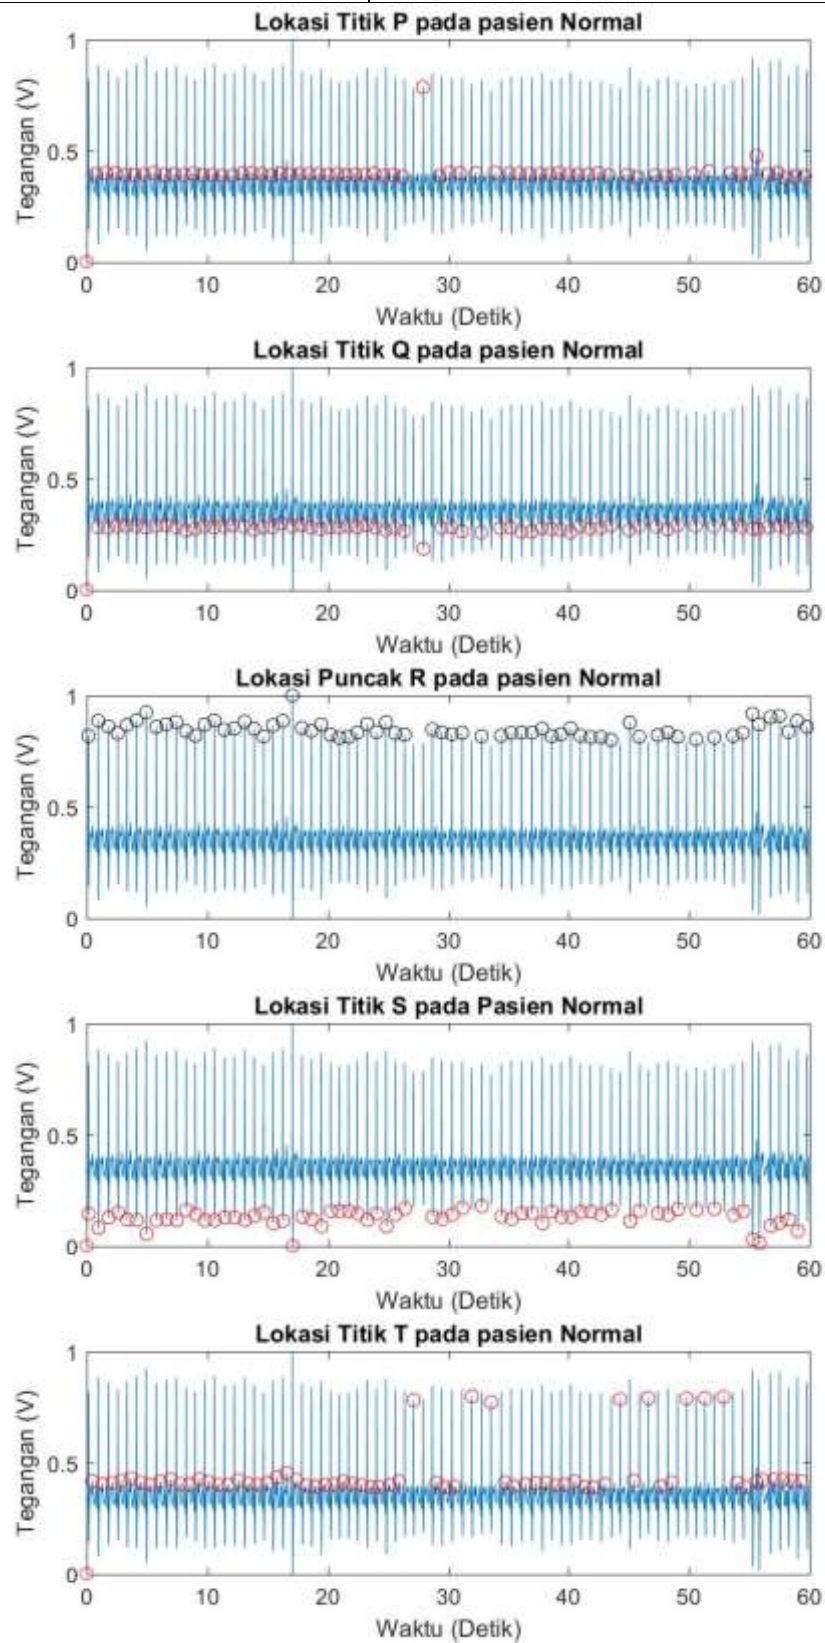 Lokasi Titik P pada pasien Normal
Tegangan (V)
1
0.5
0
0 10 20 30 40 50 60
Waktu (Detik)
Lokasi Titik Q pada pasien Normal
Tegangan (V)
1
0.5
0
0 10 20 30 40 50 60
Waktu (Detik)
Lokasi Puncak R pada pasien Normal
Tegangan (V)
1
0.5
0
0 10 20 30 40 50 60
Waktu (Detik)
Lokasi Titik S pada Pasien Normal
Tegangan (V)
1
0.5
0
0 10 20 30 40 50 60
Waktu (Detik)
Lokasi Titik T pada pasien Normal
Tegangan (V)
1
0.5
0
0 10 20 30 40 50 60
Waktu (Detik)